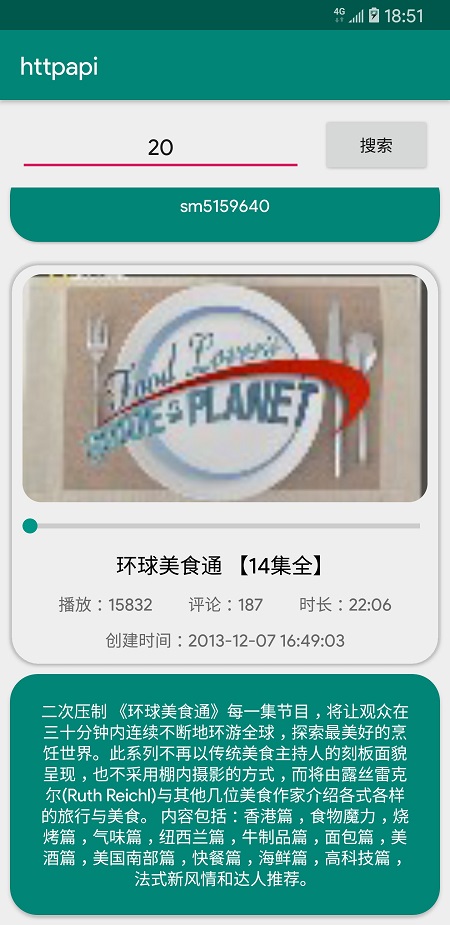 4G 18:51
httpapi
20 搜索
sm5159640
Food Lover's
GUIDE to PLANET
环球美食通 【14集全】
播放：15832 评论：187 时长：22:06
创建时间：2013-12-07 16:49:03
二次压制 《环球美食通》每一集节目，将让观众在
三十分钟内连续不断地环游全球，探索最美好的烹
饪世界。此系列不再以传统美食主持人的刻板面貌
呈现，也不采用棚内摄影的方式，而将由露丝雷克
尔(Ruth Reichl)与其他几位美食作家介绍各式各样
的旅行与美食。 内容包括：香港篇，食物魔力，烧
烤篇，气味篇，纽西兰篇，牛制品篇，面包篇，美
酒篇，美国南部篇，快餐篇，海鲜篇，高科技篇，
法式新风情和达人推荐。